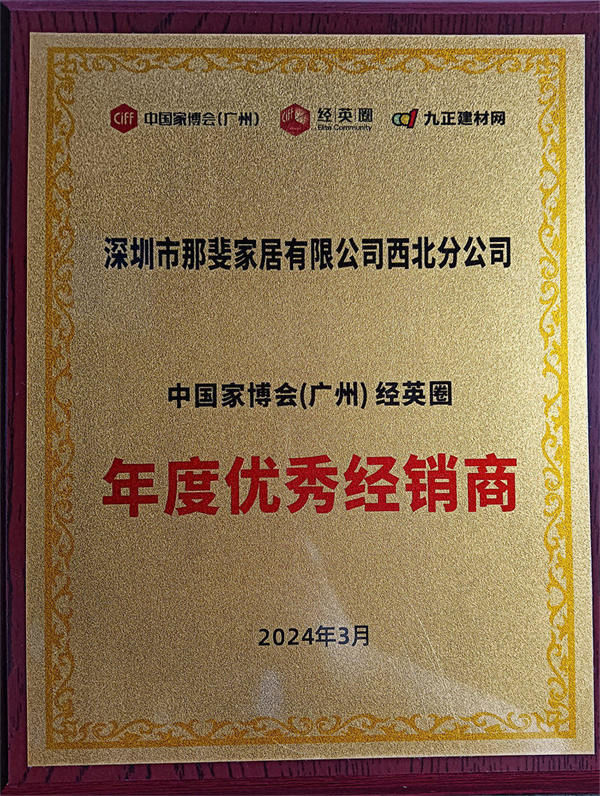 CIFF 中国家博会(广州) CIFF 经英圈 Elite Community 九正建材网
深圳市那斐家居有限公司西北分公司
中国家博会(广州) 经英圈
年度优秀经销商
2024年3月